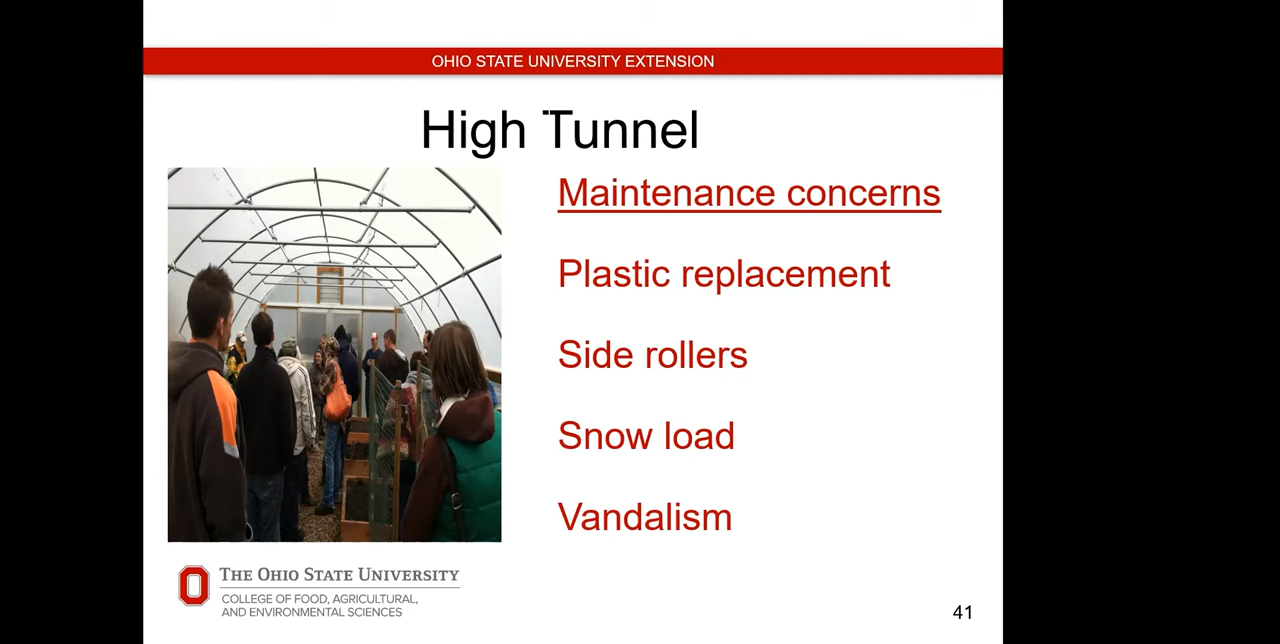 OHIO STATE UNIVERSITY EXTENSION
High Tunnel
Maintenance concerns
Plastic replacement
Side rollers
Snow load
Vandalism
THE OHIO STATE UNIVERSITY
COLLEGE OF FOOD, AGRICULTURAL,
AND ENVIRONMENTAL SCIENCES
41